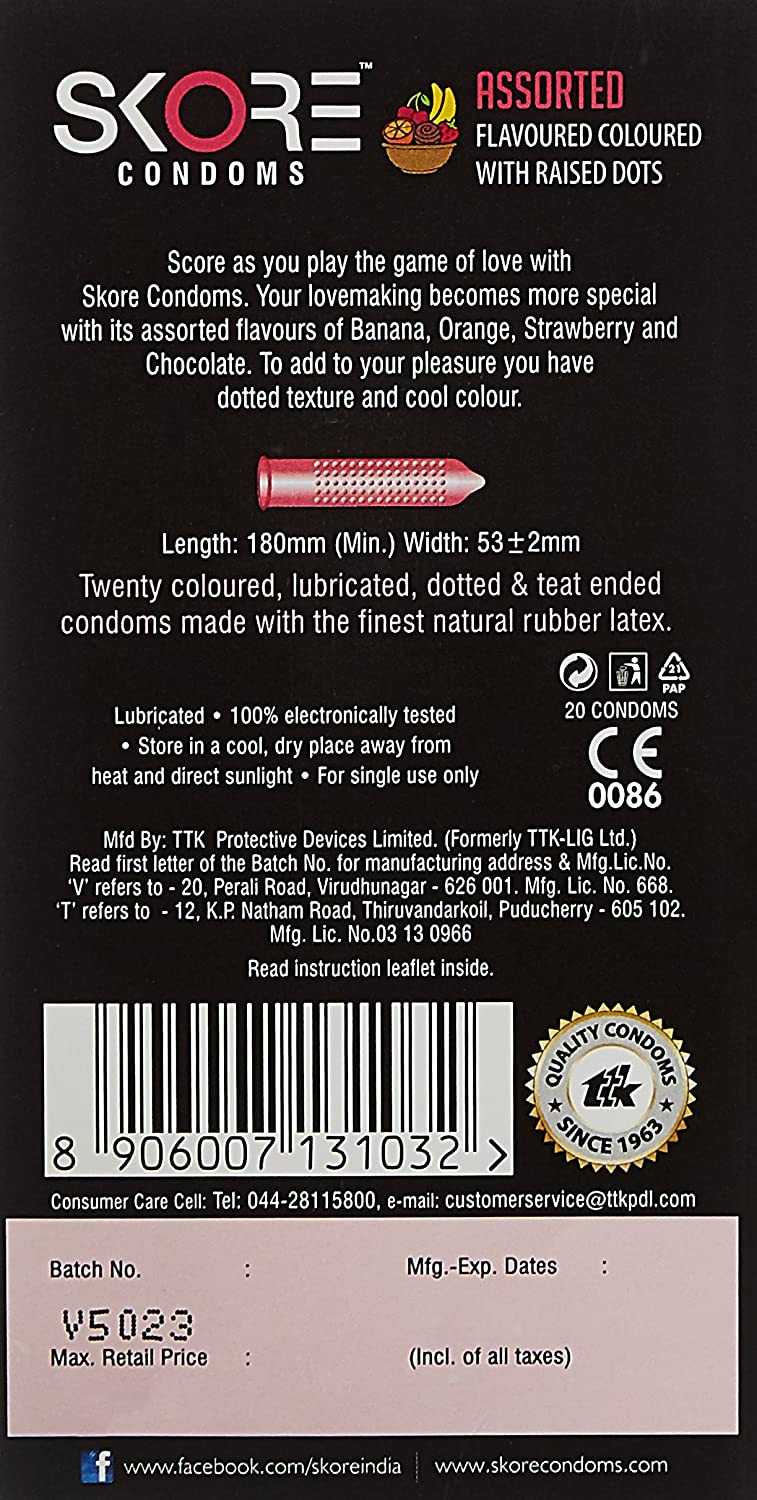 SKORE™
CONDOMS
ASSORTED
FLAVOURED COLOURED
WITH RAISED DOTS
Score as you play the game of love with
Skore Condoms. Your lovemaking becomes more special
with its assorted flavours of Banana, Orange, Strawberry and
Chocolate. To add to your pleasure you have
dotted texture and cool colour.
Length: 180mm (Min.) Width: 53±2mm
Twenty coloured, lubricated, dotted & teat ended
condoms made with the finest natural rubber latex.
21
PAP
20 CONDOMS
CE
0086
Lubricated • 100% electronically tested
• Store in a cool, dry place away from
heat and direct sunlight • For single use only
Mfd By: TTK Protective Devices Limited. (Formerly TTK-LIG Ltd.)
Read first letter of the Batch No. for manufacturing address & Mfg.Lic.No.
'V' refers to - 20, Perali Road, Virudhunagar - 626 001. Mfg. Lic. No. 668.
'T' refers to - 12, K.P. Natham Road, Thiruvandarkoil, Puducherry - 605 102.
Mfg. Lic. No.03 13 0966
Read instruction leaflet inside.
8 906007 131032 >
QUALITY CONDOMS
ttk
★ SINCE 1963 ★
Consumer Care Cell: Tel: 044-28115800, e-mail: customerservice@ttkpdl.com
Batch No. :
Mfg.-Exp. Dates :
V5023
Max. Retail Price :
(Incl. of all taxes)
f www.facebook.com/skoreindia | www.skorecondoms.com